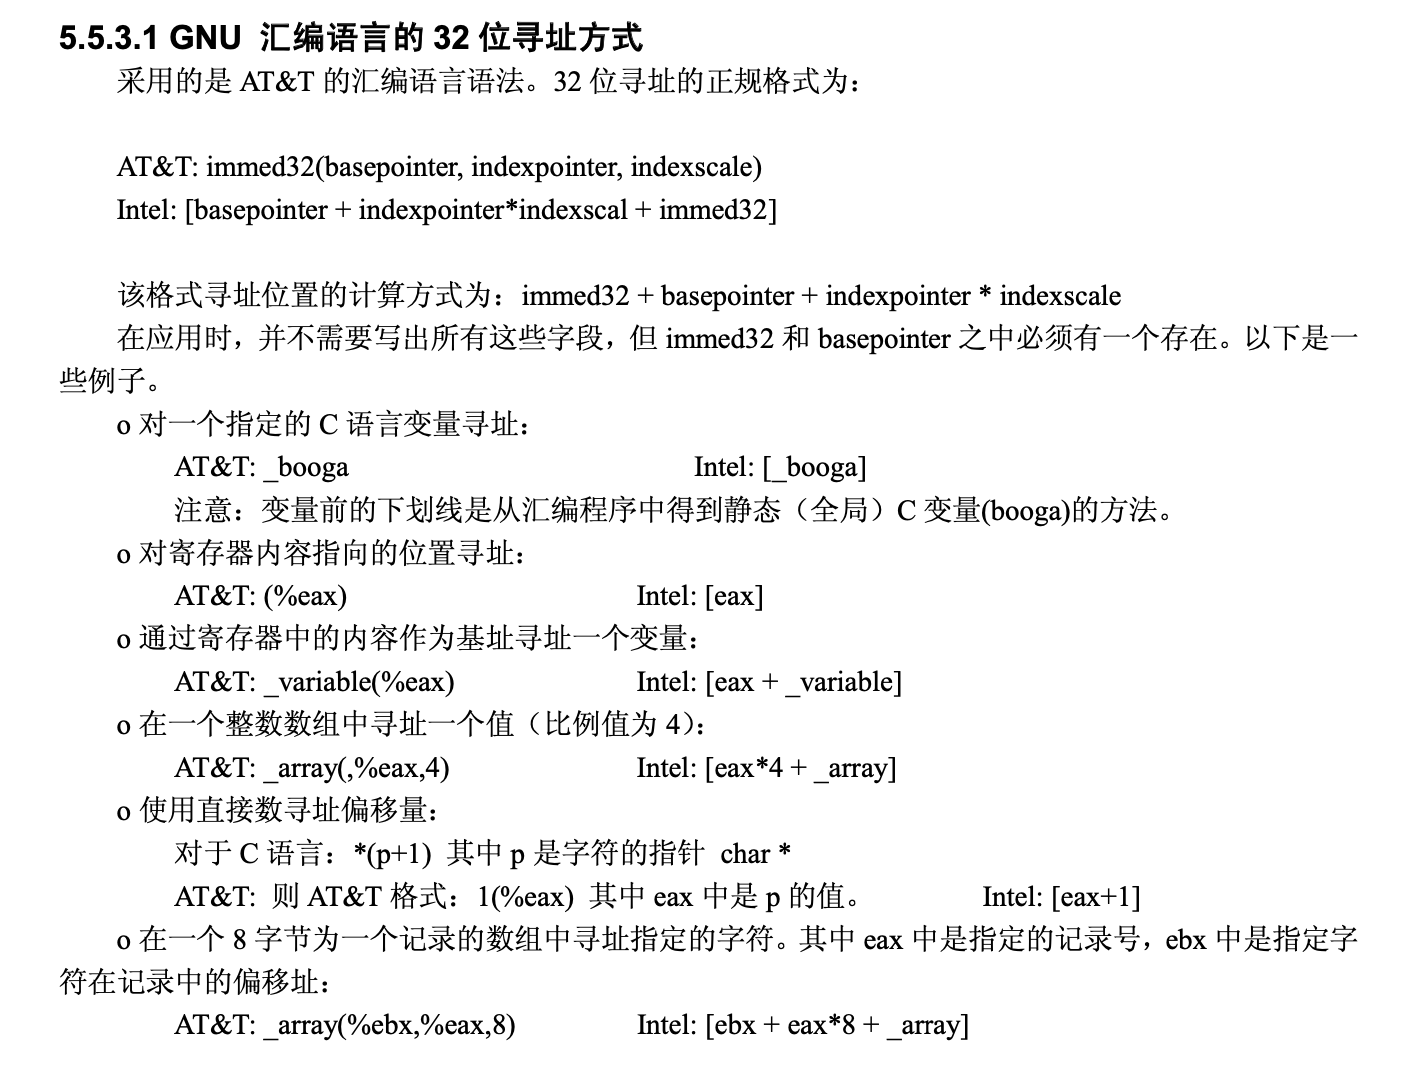 5.5.3.1 GNU 汇编语言的 32 位寻址方式
采用的是 AT&T 的汇编语言语法。32 位寻址的正规格式为：
AT&T: immed32(basepointer, indexpointer, indexscale)
Intel: [basepointer + indexpointer*indexscal + immed32]
该格式寻址位置的计算方式为：immed32 + basepointer + indexpointer * indexscale
在应用时，并不需要写出所有这些字段，但 immed32 和 basepointer 之中必须有一个存在。以下是一
些例子。
o 对一个指定的 C 语言变量寻址：
AT&T: _booga Intel: [_booga]
注意：变量前的下划线是从汇编程序中得到静态（全局）C 变量(booga)的方法。
o 对寄存器内容指向的位置寻址：
AT&T: (%eax) Intel: [eax]
o 通过寄存器中的内容作为基址寻址一个变量：
AT&T: _variable(%eax) Intel: [eax + _variable]
o 在一个整数数组中寻址一个值（比例值为 4）：
AT&T: _array(,%eax,4) Intel: [eax*4 + _array]
o 使用直接数寻址偏移量：
对于 C 语言：*(p+1) 其中 p 是字符的指针 char *
AT&T: 则 AT&T 格式：1(%eax) 其中 eax 中是 p 的值。 Intel: [eax+1]
o 在一个 8 字节为一个记录的数组中寻址指定的字符。其中 eax 中是指定的记录号，ebx 中是指定字
符在记录中的偏移址：
AT&T: _array(%ebx,%eax,8) Intel: [ebx + eax*8 + _array]